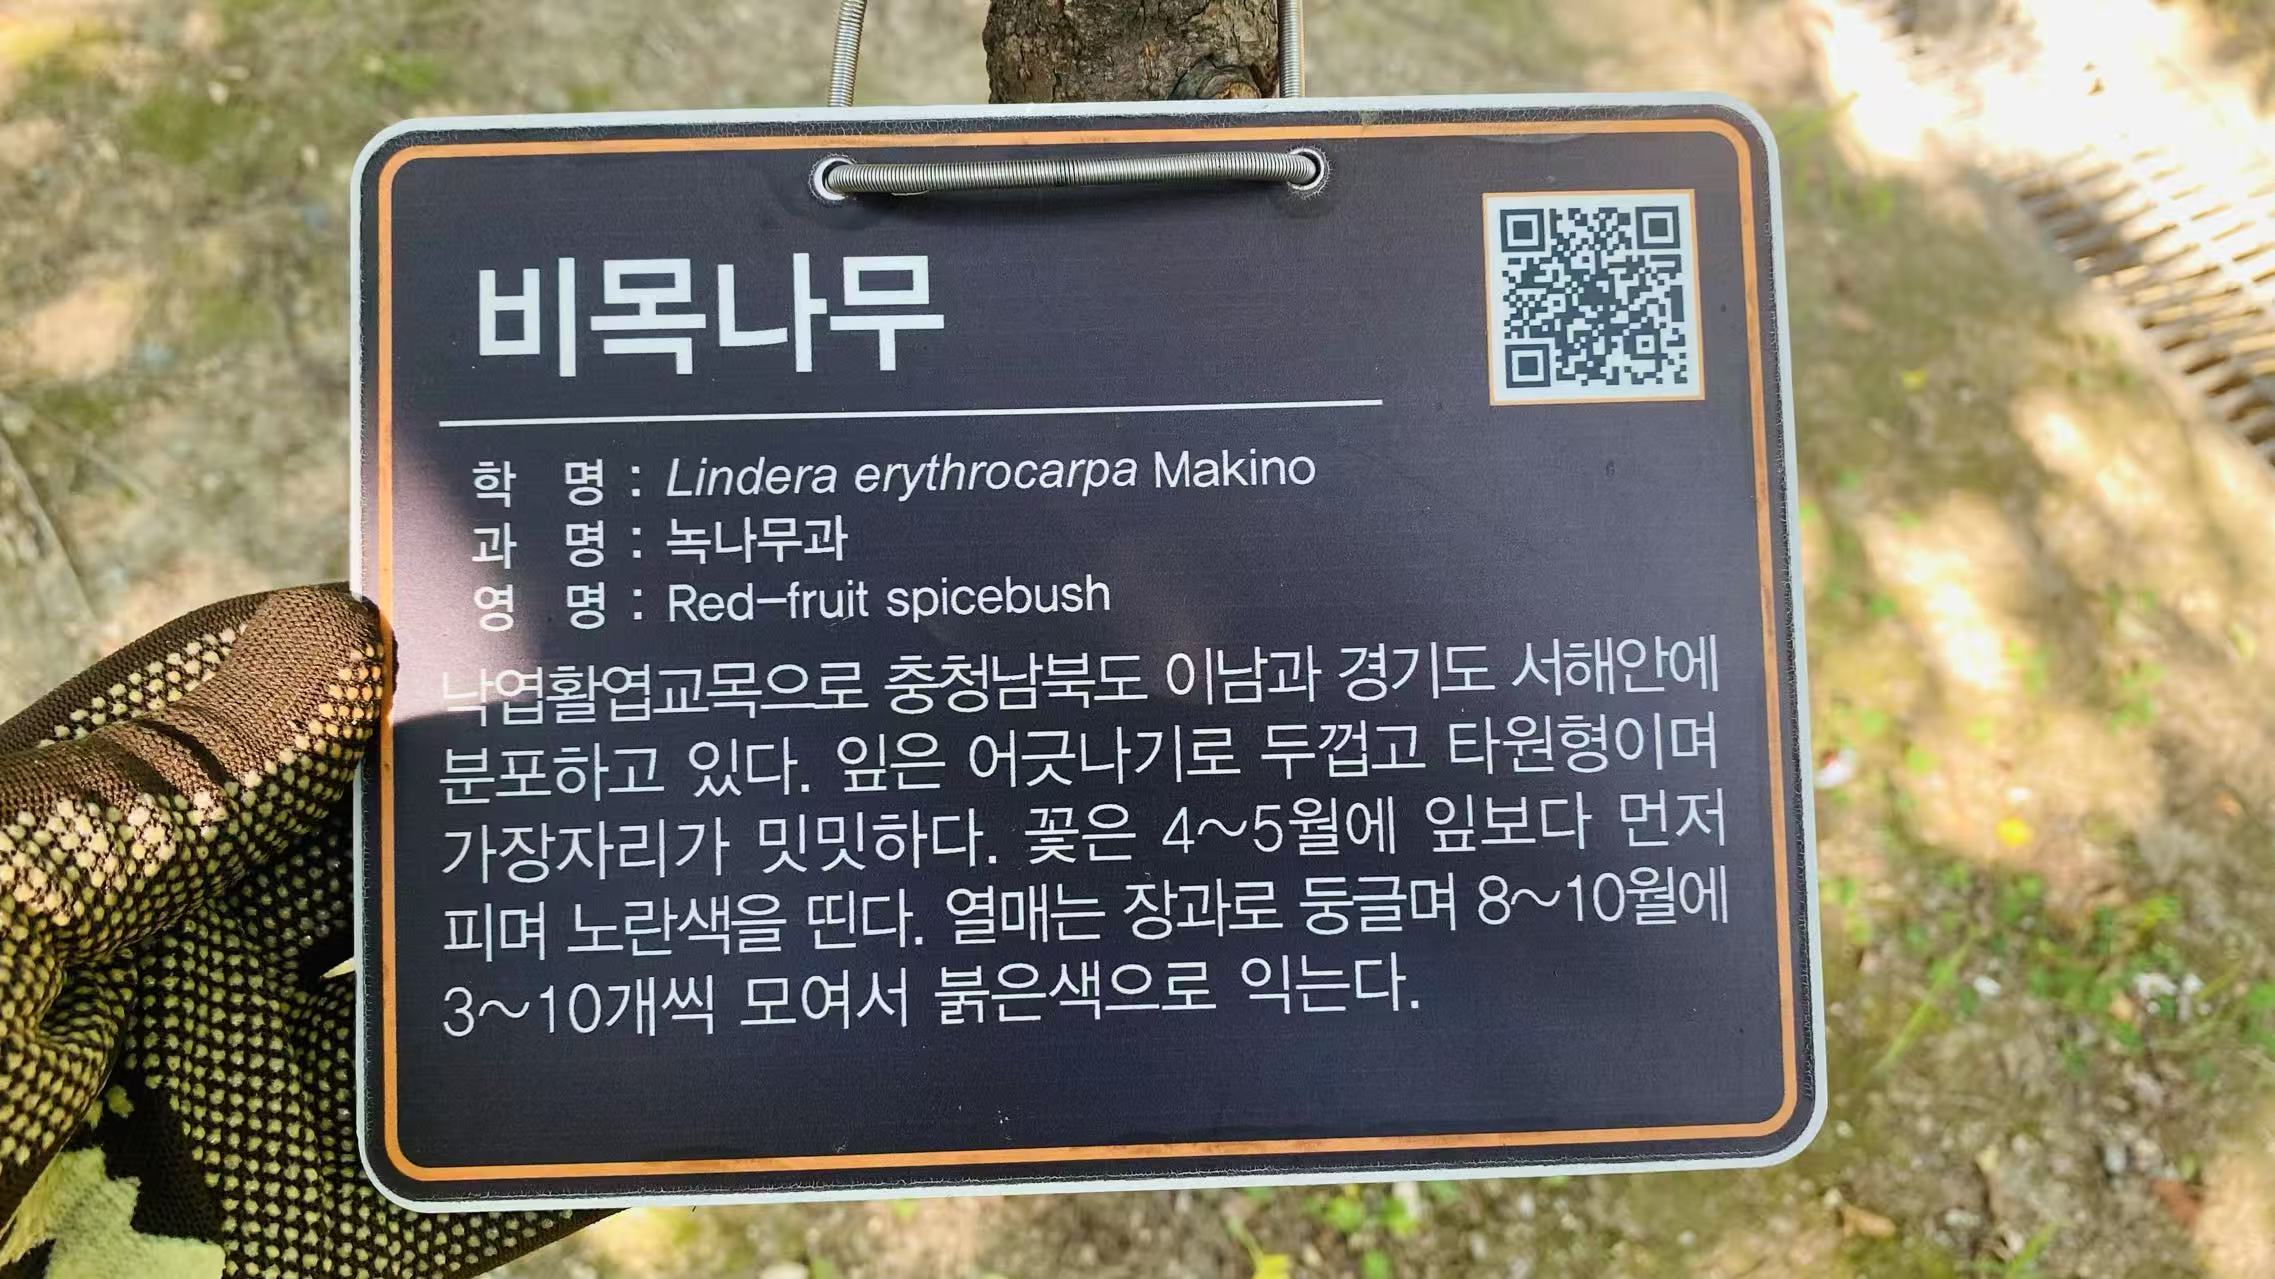 비목나무
학 명 : Lindera erythrocarpa Makino
과 명 : 녹나무과
영 명 : Red-fruit spicebush
낙엽활엽교목으로 충청남북도 이남과 경기도 서해안에
분포하고 있다. 잎은 어긋나기로 두껍고 타원형이며
가장자리가 밋밋하다. 꽃은 4~5월에 잎보다 먼저
피며 노란색을 띤다. 열매는 장과로 둥글며 8~10월에
3~10개씩 모여서 붉은색으로 익는다.